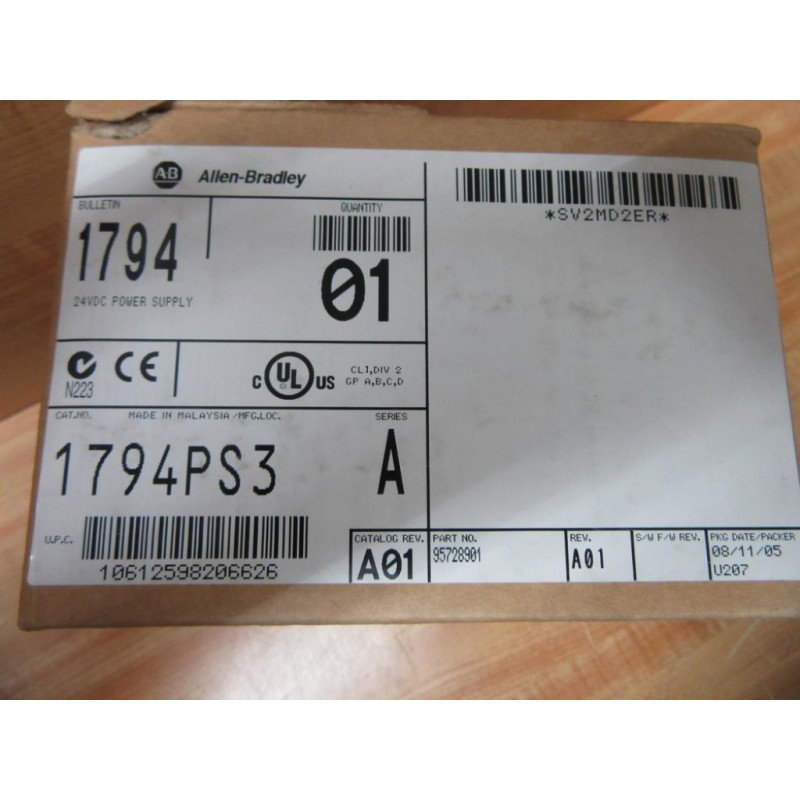 AB Allen-Bradley
*SV2MD2ER*
BULLETIN
QUANTITY
1794
01
24VDC POWER SUPPLY
N223
CE
C UL US
CL1,DIV 2
GP A,B,C,D
CAT.NO. MADE IN MALAYSIA /MFG.LOC. SERIES
1794PS3 A
U.P.C.
10612598206626
CATALOG REV.
A01
PART NO.
95728901
REV.
A01
S/W F/W REV.
PKG DATE/PACKER
08/11/05
U207